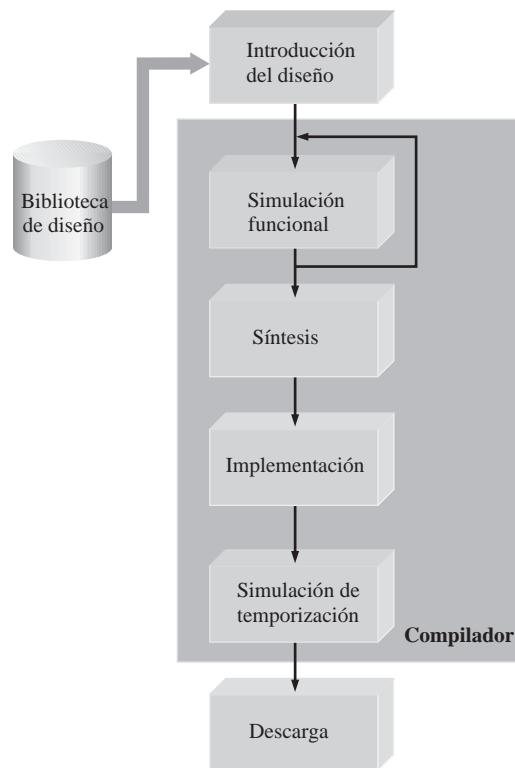 Introducción
del diseño
Biblioteca
de diseño
Simulación
funcional
Síntesis
Implementación
Simulación de
temporización
Compilador
Descarga